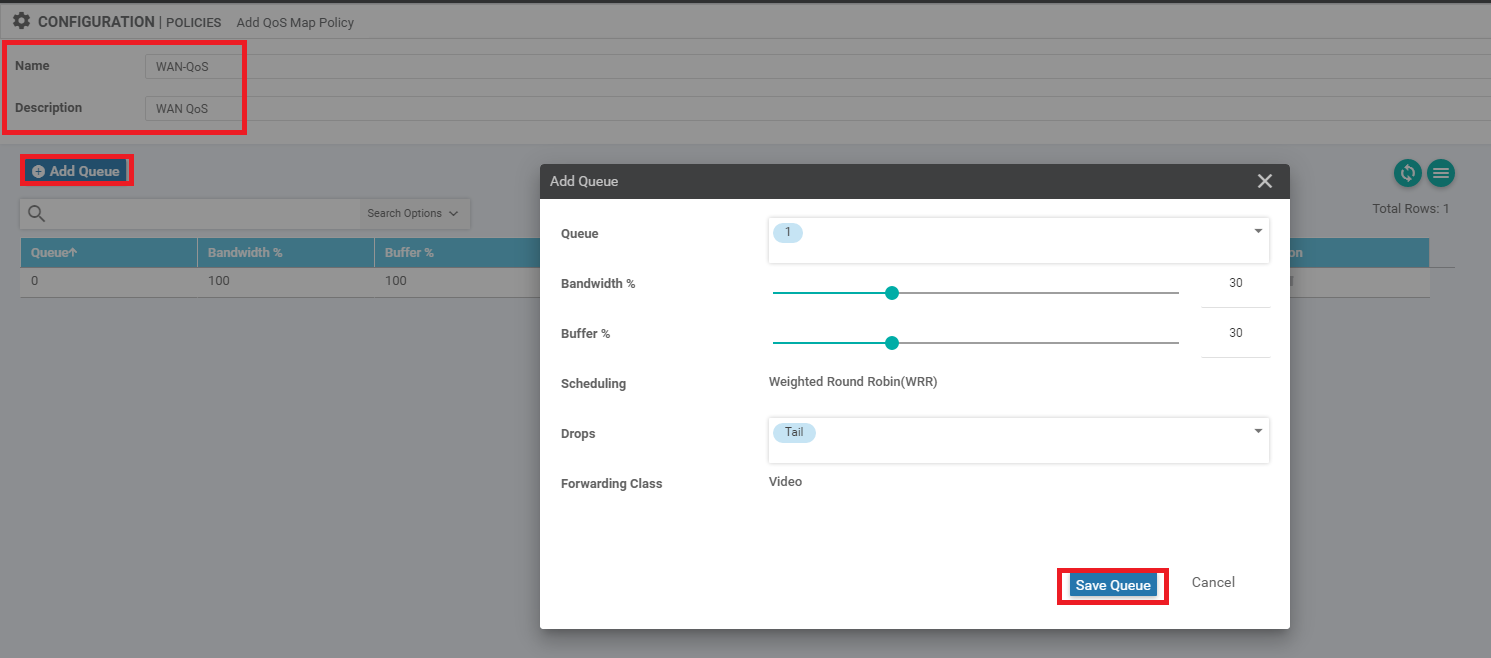 CONFIGURATION | POLICIES Add QoS Map Policy
Name WAN-QoS
Description WAN QoS
Add Queue
Search Options
Total Rows: 1
Queue↑ Bandwidth % Buffer % on
0 100 100
Add Queue
Queue 1
Bandwidth % 30
Buffer % 30
Scheduling Weighted Round Robin(WRR)
Drops Tail
Forwarding Class Video
Save Queue Cancel